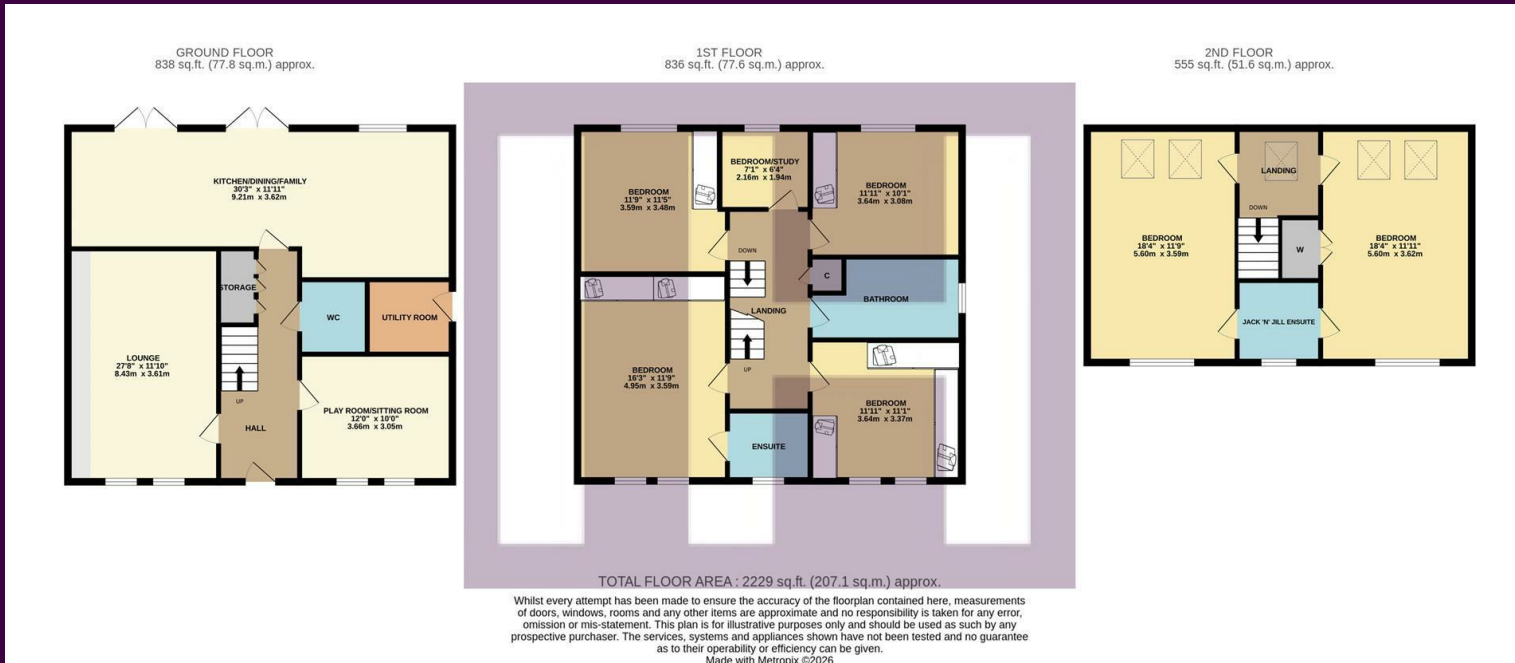 GROUND FLOOR
838 sq.ft. (77.8 sq.m.) approx.
KITCHEN/DINING/FAMILY
30'3" x 11'11"
9.21m x 3.62m
STORAGE
WC
UTILITY ROOM
LOUNGE
27'8" x 11'10"
8.43m x 3.61m
UP
HALL
PLAY ROOM/SITTING ROOM
12'0" x 10'0"
3.66m x 3.05m
1ST FLOOR
836 sq.ft. (77.6 sq.m.) approx.
BEDROOM
11'9" x 11'5"
3.59m x 3.48m
BEDROOM/STUDY
7'1" x 6'4"
2.16m x 1.94m
BEDROOM
11'11" x 10'1"
3.64m x 3.08m
DOWN
C
LANDING
BATHROOM
UP
BEDROOM
16'3" x 11'9"
4.95m x 3.59m
ENSUITE
BEDROOM
11'11" x 11'1"
3.64m x 3.37m
2ND FLOOR
555 sq.ft. (51.6 sq.m.) approx.
LANDING
DOWN
BEDROOM
18'4" x 11'9"
5.60m x 3.59m
W
BEDROOM
18'4" x 11'11"
5.60m x 3.62m
JACK 'N' JILL ENSUITE
TOTAL FLOOR AREA : 2229 sq.ft. (207.1 sq.m.) approx.
Whilst every attempt has been made to ensure the accuracy of the floorplan contained here, measurements
of doors, windows, rooms and any other items are approximate and no responsibility is taken for any error,
omission or mis-statement. This plan is for illustrative purposes only and should be used as such by any
prospective purchaser. The services, systems and appliances shown have not been tested and no guarantee
as to their operability or efficiency can be given.
Made with Metropix ©2026